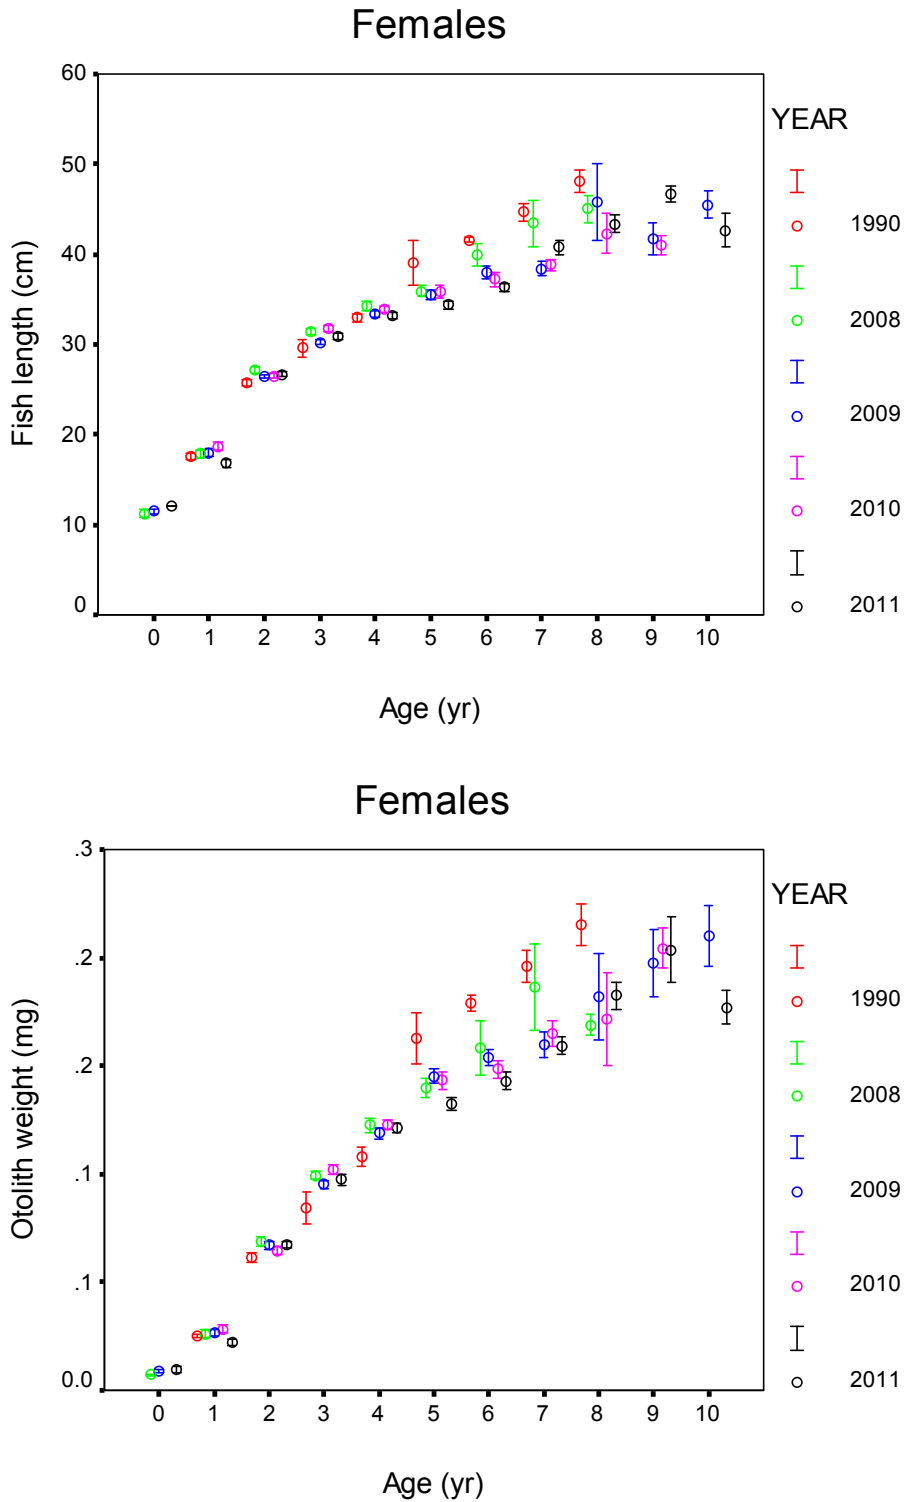 Females
60
50
40
30
20
10
0
Fish length (cm)
0 1 2 3 4 5 6 7 8 9 10
Age (yr)
YEAR
1990
2008
2009
2010
2011
Females
.3
.2
.2
.1
.1
0.0
Otolith weight (mg)
0 1 2 3 4 5 6 7 8 9 10
Age (yr)
YEAR
1990
2008
2009
2010
2011